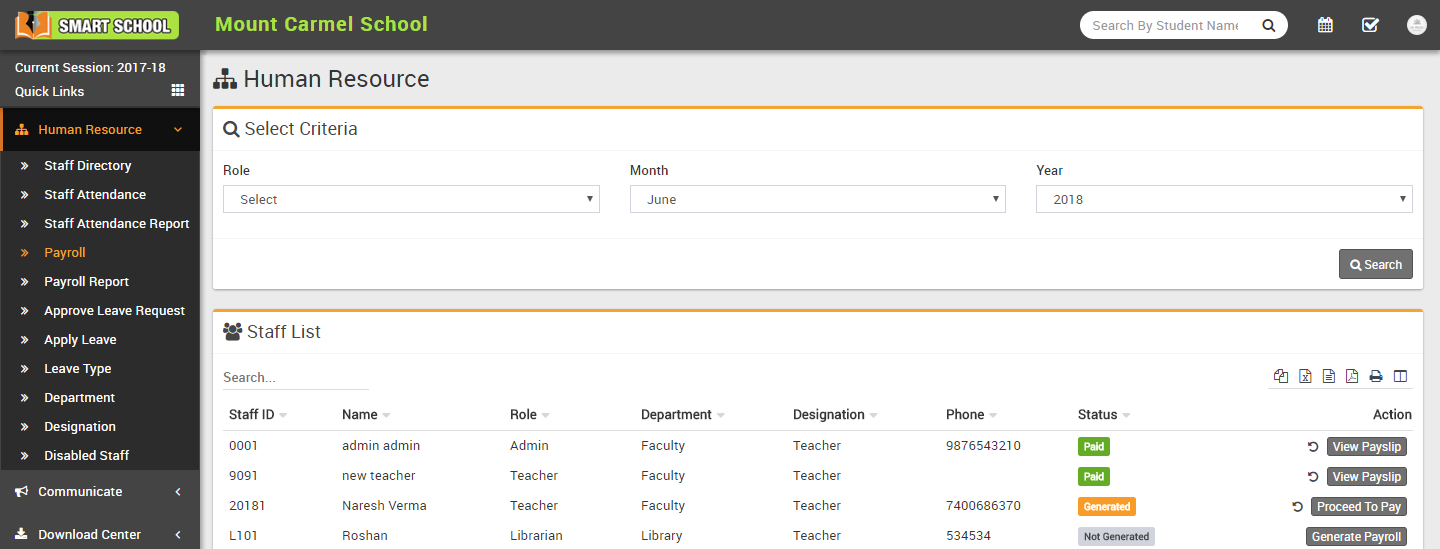 SMART SCHOOL
Mount Carmel School
Search By Student Name
Current Session: 2017-18
Quick Links
Human Resource
Staff Directory
Staff Attendance
Staff Attendance Report
Payroll
Payroll Report
Approve Leave Request
Apply Leave
Leave Type
Department
Designation
Disabled Staff
Communicate
Download Center
Human Resource
Select Criteria
Role Month Year
Select June 2018
Search
Staff List
Search...
Staff ID Name Role Department Designation Phone Status Action
0001 admin admin Admin Faculty Teacher 9876543210 Paid View Payslip
9091 new teacher Teacher Faculty Teacher Paid View Payslip
20181 Naresh Verma Teacher Faculty Teacher 7400686370 Generated Proceed To Pay
L101 Roshan Librarian Library Teacher 534534 Not Generated Generate Payroll